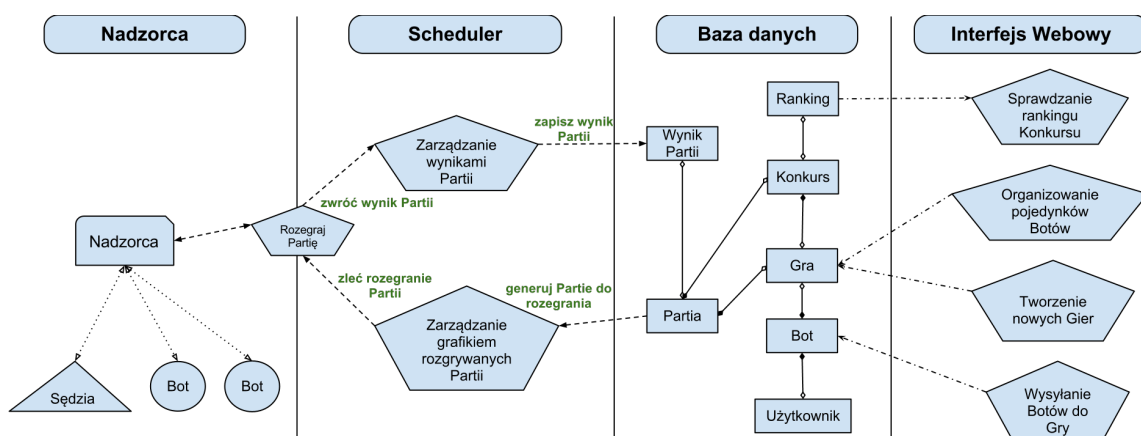 Nadzorca
Scheduler
Baza danych
Interfejs Webowy
Nadzorca
Sędzia
Bot
Bot
Rozegraj
Partię
zwróć wynik Partii
zleć rozegranie
Partii
Zarządzanie
wynikami
Partii
Zarządzanie
grafikiem
rozgrywanych
Partii
zapisz wynik
Partii
generuj Partie do
rozegrania
Wynik
Partii
Partia
Ranking
Konkurs
Gra
Bot
Użytkownik
Sprawdzanie
rankingu
Konkursu
Organizowanie
pojedynków
Botów
Tworzenie
nowych Gier
Wysyłanie
Botów do
Gry